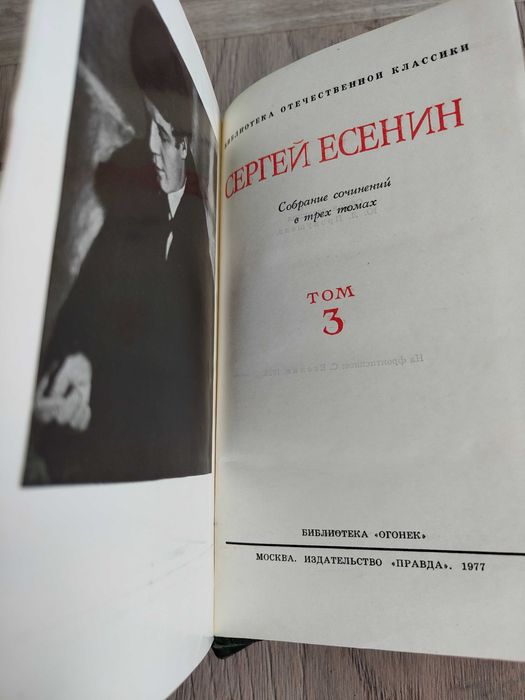 БИБЛИОТЕКА ОТЕЧЕСТВЕННОЙ КЛАССИКИ
СЕРГЕЙ ЕСЕНИН
Собрание сочинений
в трех томах
ТОМ
3
БИБЛИОТЕКА «ОГОНЕК»
МОСКВА. ИЗДАТЕЛЬСТВО «ПРАВДА». 1977